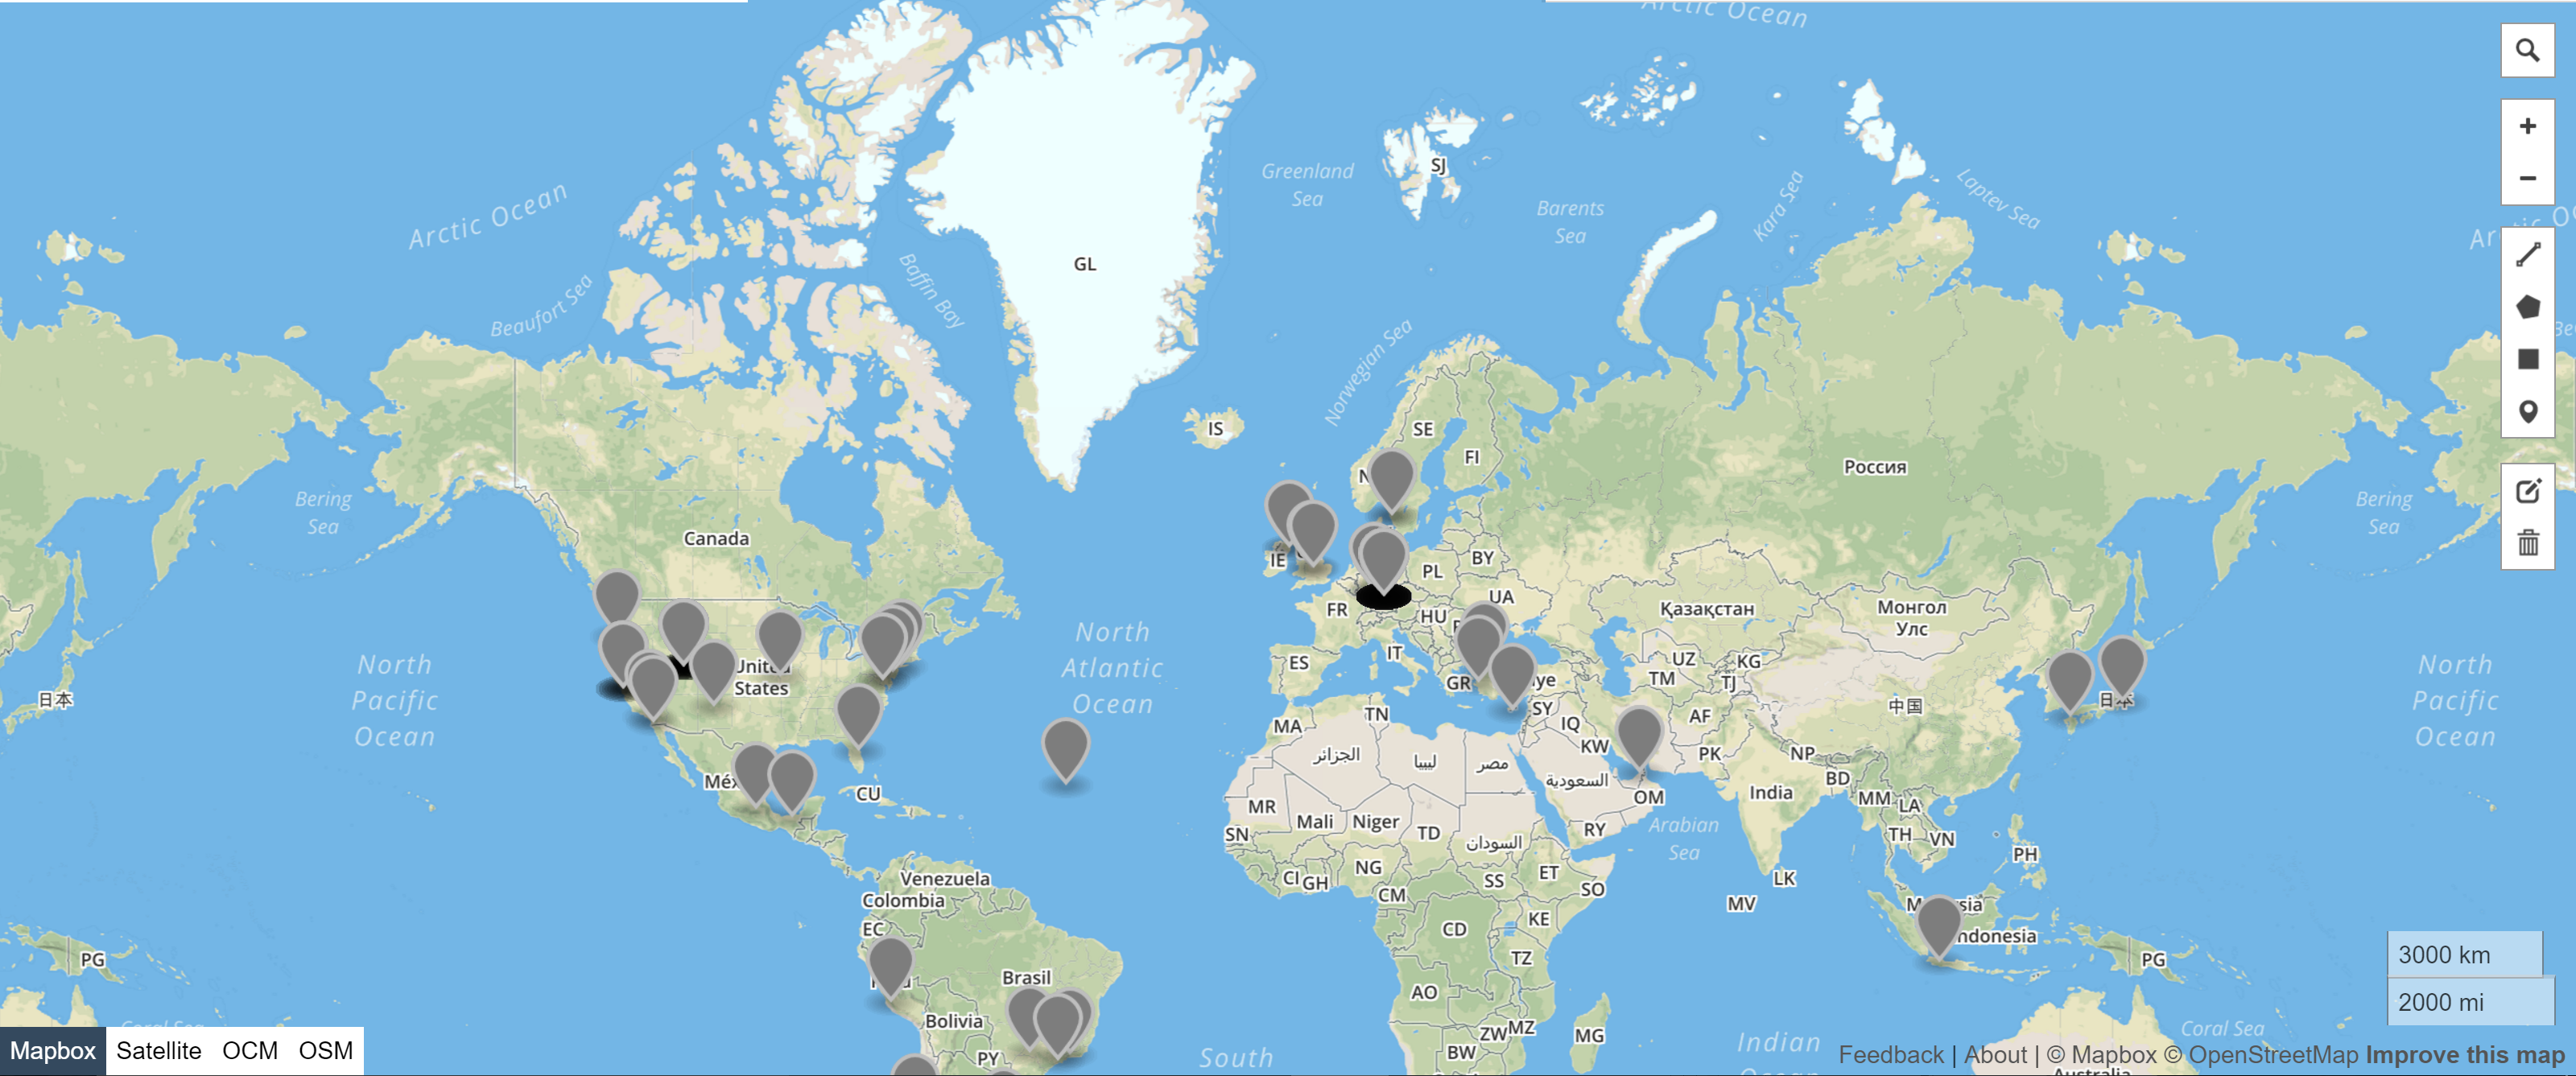 Arctic Ocean
Greenland
Sea
SJ
Barents
Sea
Kara Sea
Laptev Sea
Arctic Ocean
GL
Baffin Bay
Beaufort Sea
Norwegian Sea
IS
SE
FI
Россия
Bering
Sea
Bering
Sea
Canada
IE
BY
PL
UA
FR
HU
Қазақстан
Монгол
Улс
North
Atlantic
Ocean
North
Pacific
Ocean
North
Pacific
Ocean
United
States
ES
IT
GR
UZ
KG
TM
TJ
日本
日本
中国
SY
TN
MA
IQ
AF
KW
PK
NP
الجزائر
ليبيا
مصر
السعودية
BD
CU
OM
India
MM
LA
MR
Mali
Niger
TD
SN
RY
Arabian
Sea
السودان
TH
VN
PH
NG
ET
CI
GH
SS
SO
LK
CM
Venezuela
Colombia
EC
KE
MV
CD
TZ
PG
PG
Brasil
AO
Bolivia
ZW
MZ
MG
BW
PY
South
Indian
Coral Sea
Coral Sea
Australia
3000 km
2000 mi
Mapbox Satellite OCM OSM
Feedback | About | © Mapbox © OpenStreetMap Improve this map